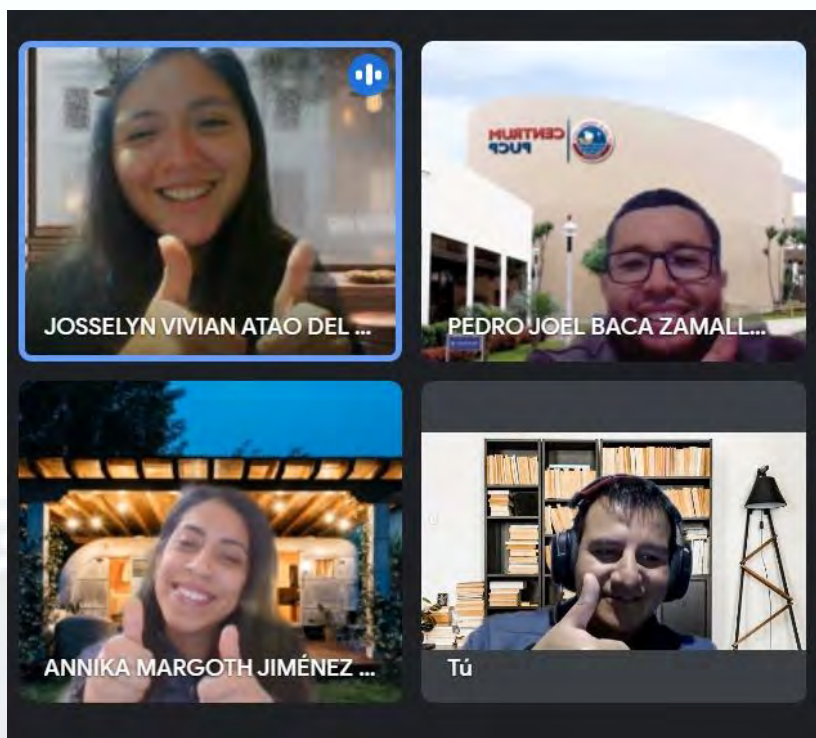 CENTRUM
PUCP
JOSSELYN VIVIAN ATAO DEL ...
PEDRO JOEL BACA ZAMALL...
ANNIKA MARGOTH JIMÉNEZ ...
Tú